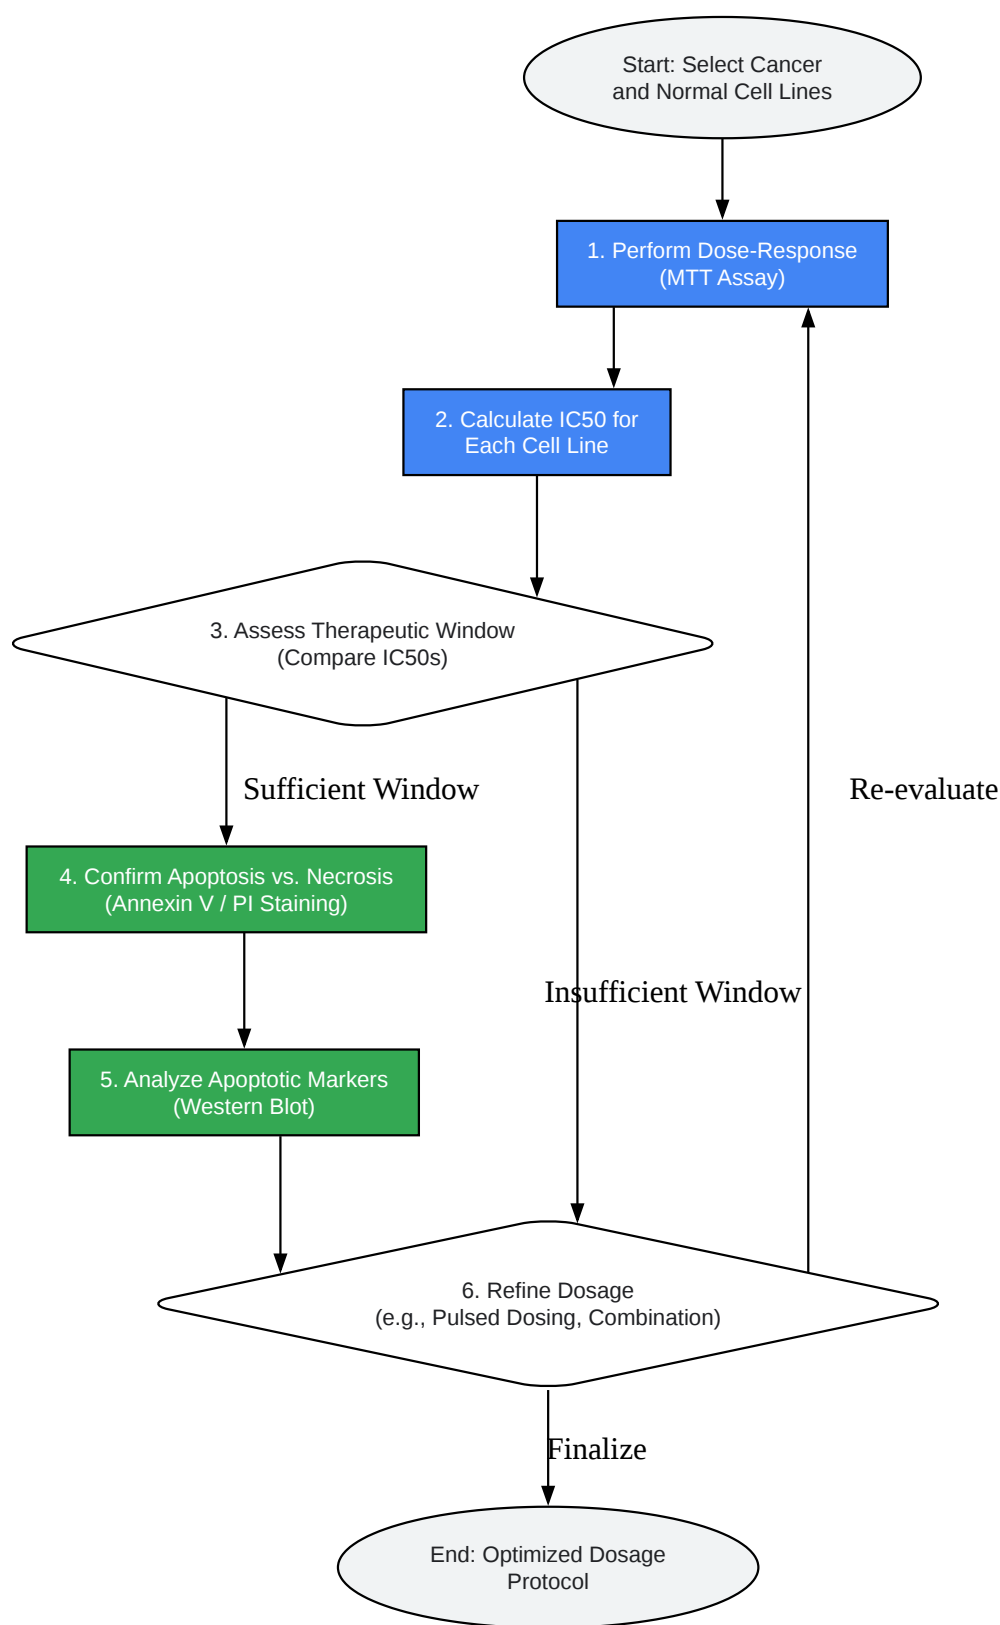 Start: Select Cancer
and Normal Cell Lines
1. Perform Dose-Response
(MTT Assay)
2. Calculate IC50 for
Each Cell Line
3. Assess Therapeutic Window
(Compare IC50s)
Sufficient Window
Re-evaluate
4. Confirm Apoptosis vs. Necrosis
(Annexin V / PI Staining)
Insufficient Window
5. Analyze Apoptotic Markers
(Western Blot)
6. Refine Dosage
(e.g., Pulsed Dosing, Combination)
Finalize
End: Optimized Dosage
Protocol